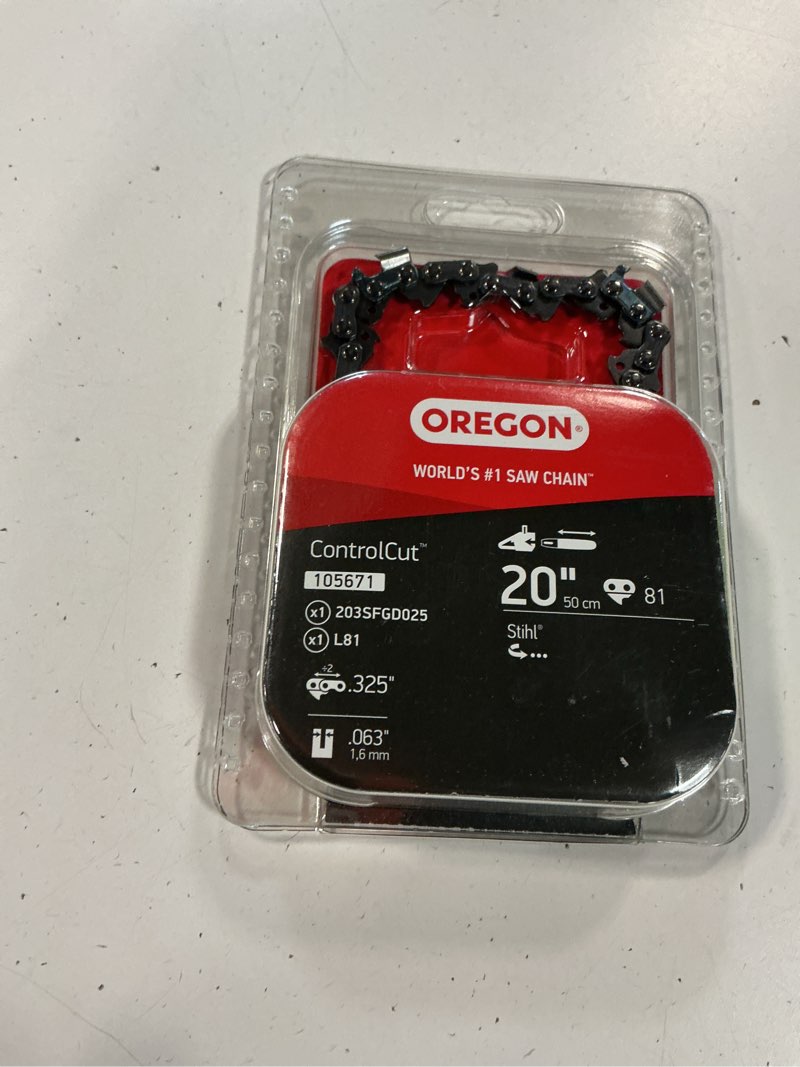 OREGON®
WORLD'S #1 SAW CHAIN™
ControlCut™
105671
x1 203SFGD025
x1 L81
÷2
.325"
.063"
1,6 mm
20"
50 cm
81
Stihl®